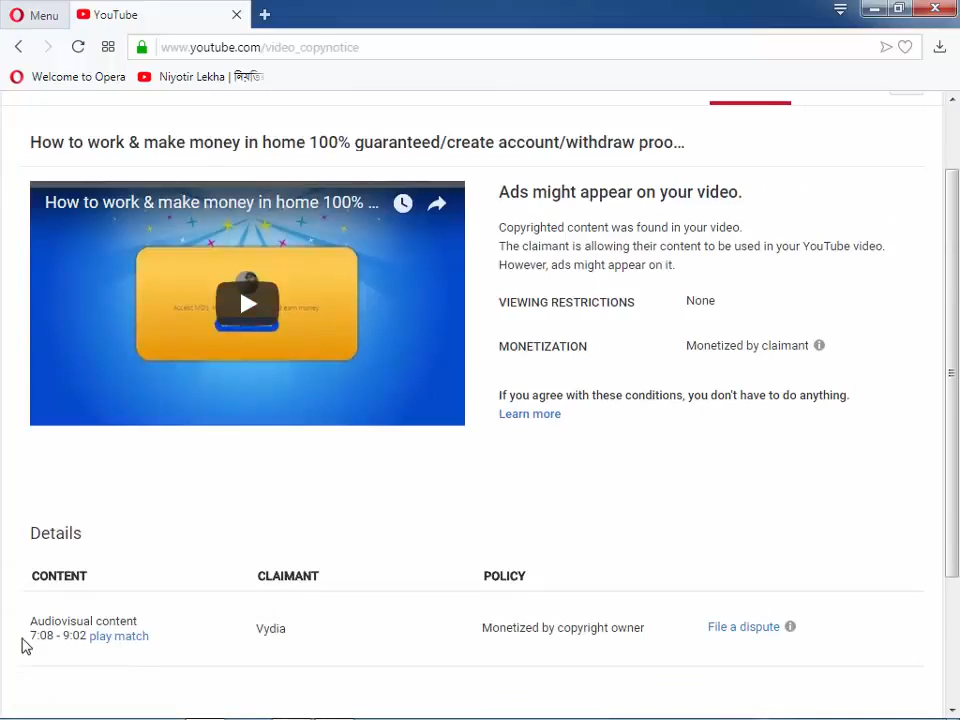 Menu
YouTube
www.youtube.com/video_copynotice
Welcome to Opera
Niyotir Lekha |
How to work & make money in home 100% guaranteed/create account/withdraw proo...
How to work & make money in home 100% ...
Ads might appear on your video.
Copyrighted content was found in your video.
The claimant is allowing their content to be used in your YouTube video.
However, ads might appear on it.
VIEWING RESTRICTIONS
None
MONETIZATION
Monetized by claimant
If you agree with these conditions, you don't have to do anything.
Learn more
Details
CONTENT
CLAIMANT
POLICY
Audiovisual content
7:08 - 9:02 play match
Vydia
Monetized by copyright owner
File a dispute